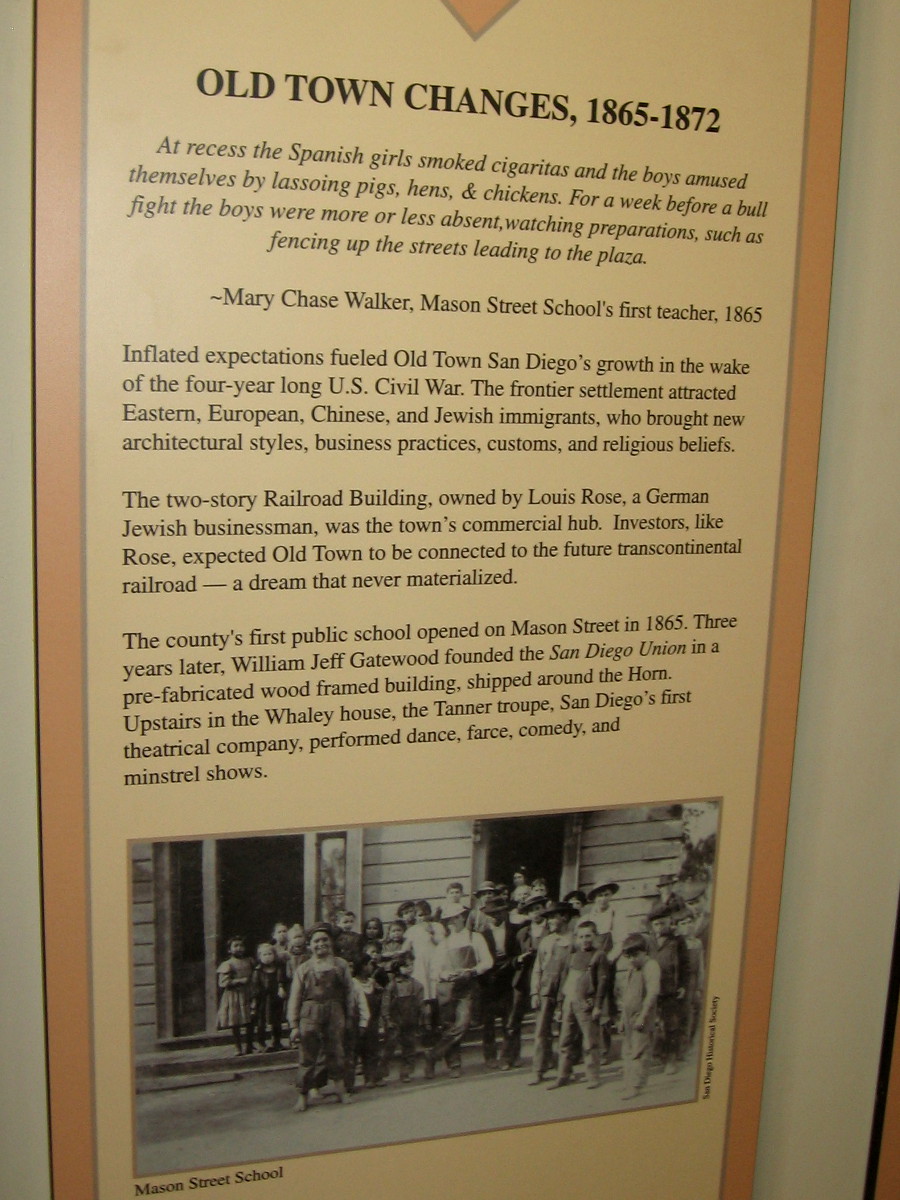 OLD TOWN CHANGES, 1865-1872
At recess the Spanish girls smoked cigaritas and the boys amused
themselves by lassoing pigs, hens, & chickens. For a week before a bull
fight the boys were more or less absent,watching preparations, such as
fencing up the streets leading to the plaza.
~Mary Chase Walker, Mason Street School's first teacher, 1865
Inflated expectations fueled Old Town San Diego's growth in the wake
of the four-year long U.S. Civil War. The frontier settlement attracted
Eastern, European, Chinese, and Jewish immigrants, who brought new
architectural styles, business practices, customs, and religious beliefs.
The two-story Railroad Building, owned by Louis Rose, a German
Jewish businessman, was the town's commercial hub. Investors, like
Rose, expected Old Town to be connected to the future transcontinental
railroad — a dream that never materialized.
The county's first public school opened on Mason Street in 1865. Three
years later, William Jeff Gatewood founded the San Diego Union in a
pre-fabricated wood framed building, shipped around the Horn.
Upstairs in the Whaley house, the Tanner troupe, San Diego's first
theatrical company, performed dance, farce, comedy, and
minstrel shows.
San Diego Historical Society
Mason Street School